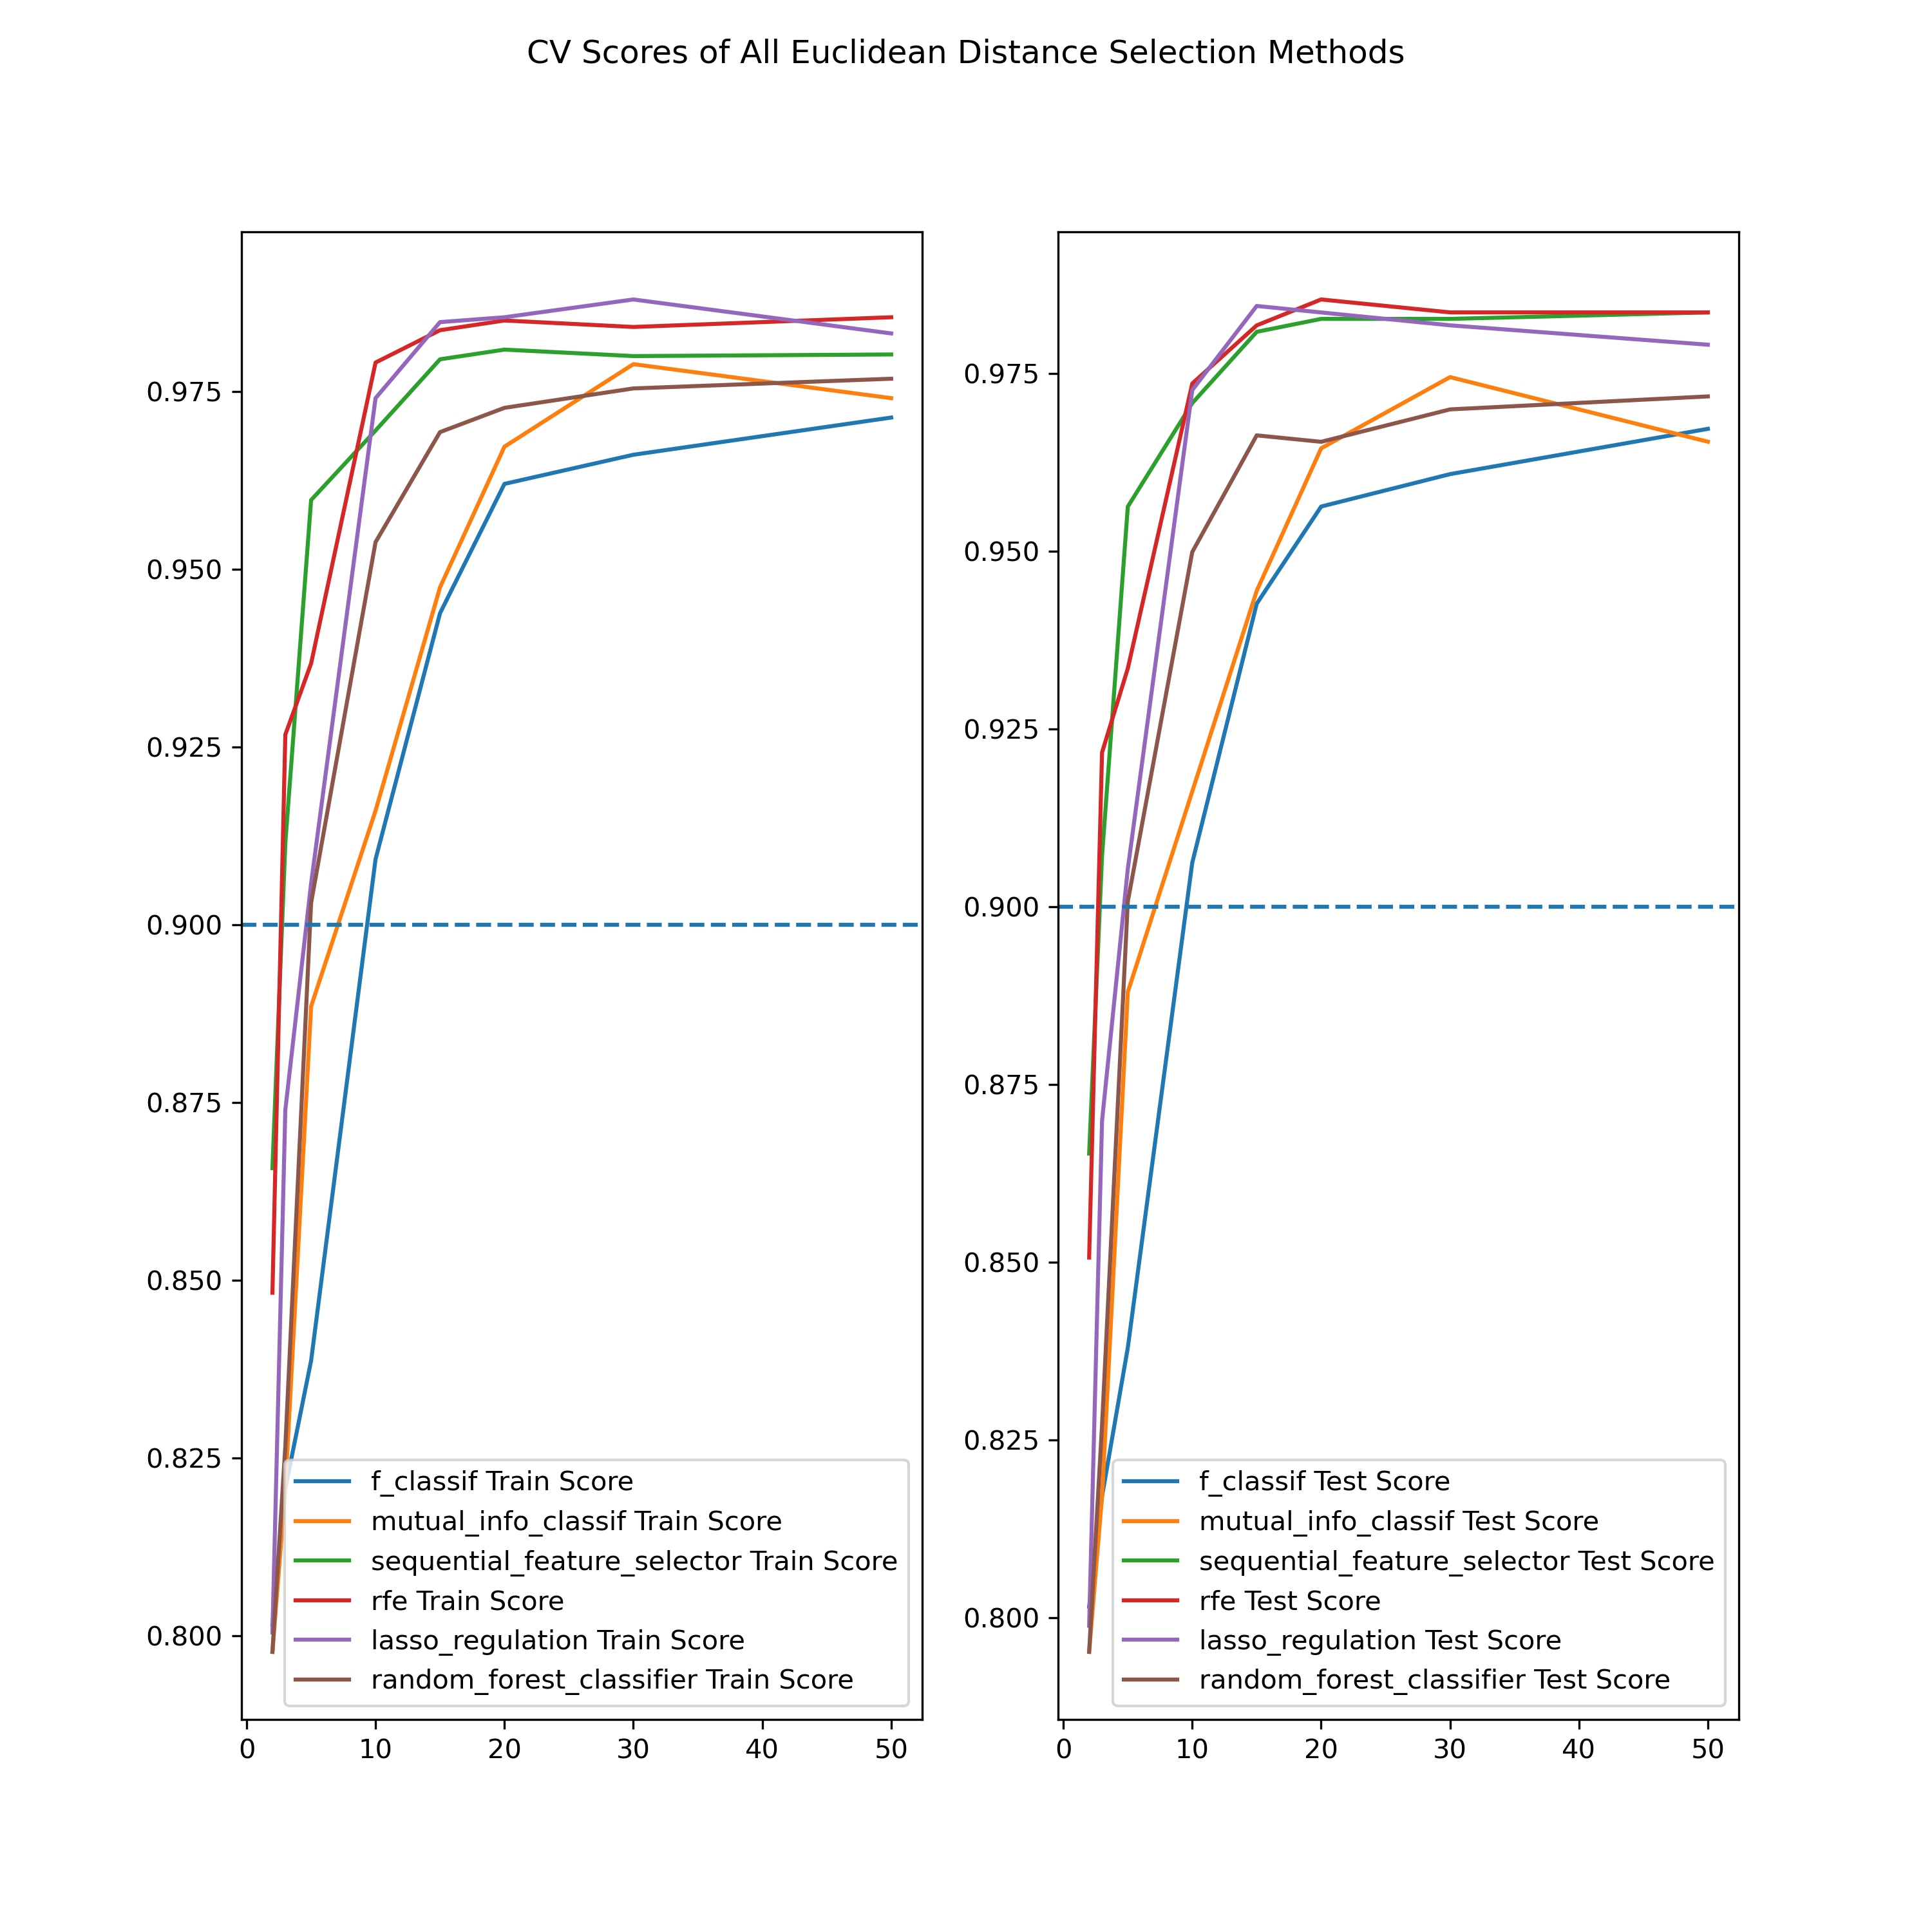 CV Scores of All Euclidean Distance Selection Methods
0.975
0.950
0.925
0.900
0.875
0.850
0.825
0.800
f_classif Train Score
mutual_info_classif Train Score
sequential_feature_selector Train Score
rfe Train Score
lasso_regulation Train Score
random_forest_classifier Train Score
0 10 20 30 40 50
0.975
0.950
0.925
0.900
0.875
0.850
0.825
0.800
f_classif Test Score
mutual_info_classif Test Score
sequential_feature_selector Test Score
rfe Test Score
lasso_regulation Test Score
random_forest_classifier Test Score
0 10 20 30 40 50